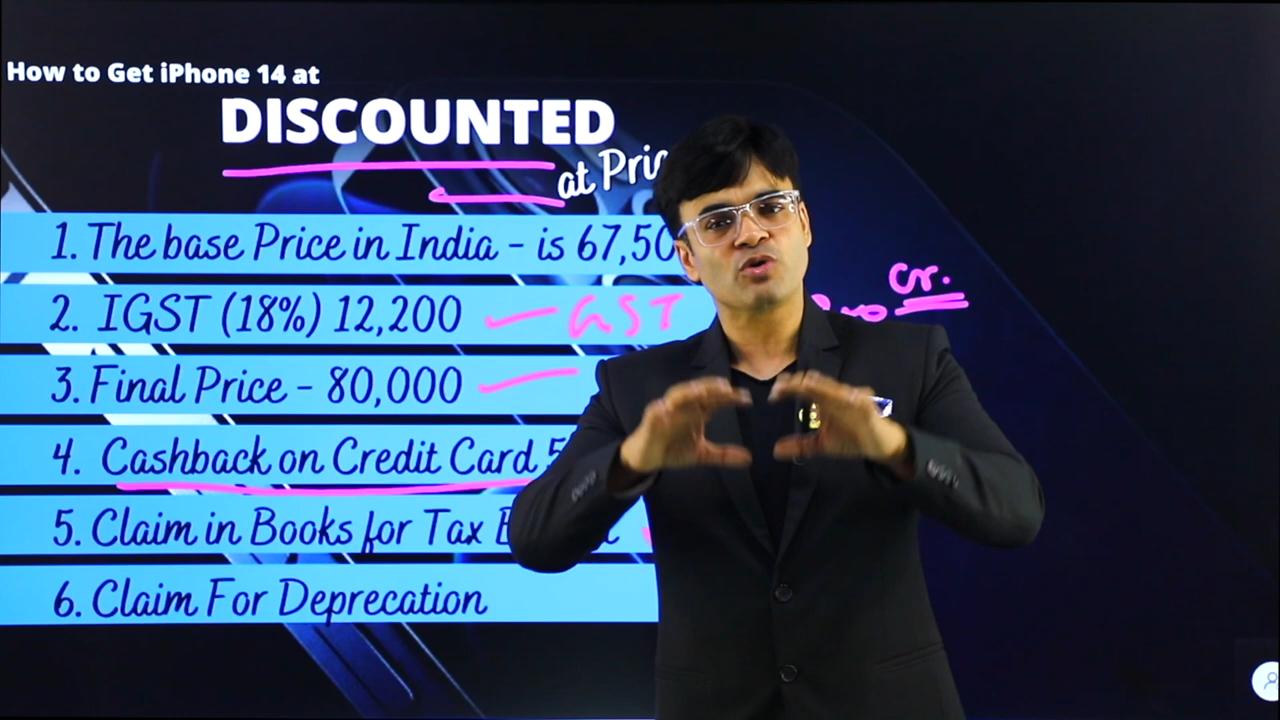 How to Get iPhone 14 at
DISCOUNTED
at
1. The base Price in India - is 67,50
2. IGST (18%) 12,200 GST
cr.
3. Final Price - 80,000
4. Cashback on Credit Card 5
5. Claim in Books for Tax
6. Claim For Deprecation